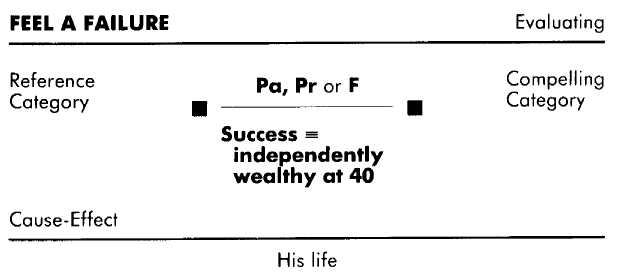 FEEL A FAILURE
Evaluating
Reference
Category
Pa, Pr or F
Compelling
Category
Success ≡
independently
wealthy at 40
Cause-Effect
His life